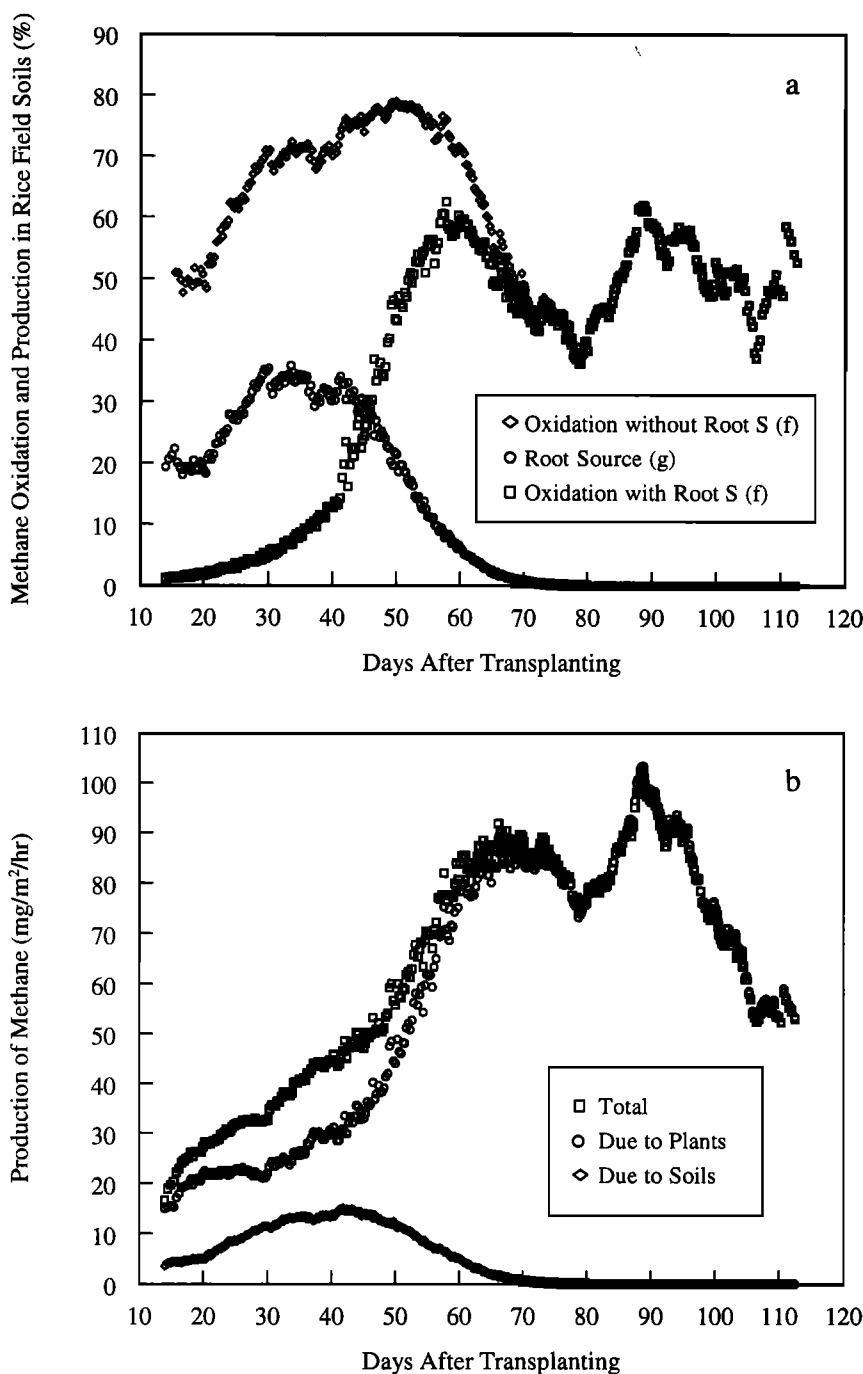 Methane Oxidation and Production in Rice Field Soils (%)
90
80
70
60
50
40
30
20
10
0
a
Oxidation without Root S (f)
Root Source (g)
Oxidation with Root S (f)
10 20 30 40 50 60 70 80 90 100 110 120
Days After Transplanting
Production of Methane (mg/m²/hr)
110
100
90
80
70
60
50
40
30
20
10
0
b
Total
Due to Plants
Due to Soils
10 20 30 40 50 60 70 80 90 100 110 120
Days After Transplanting